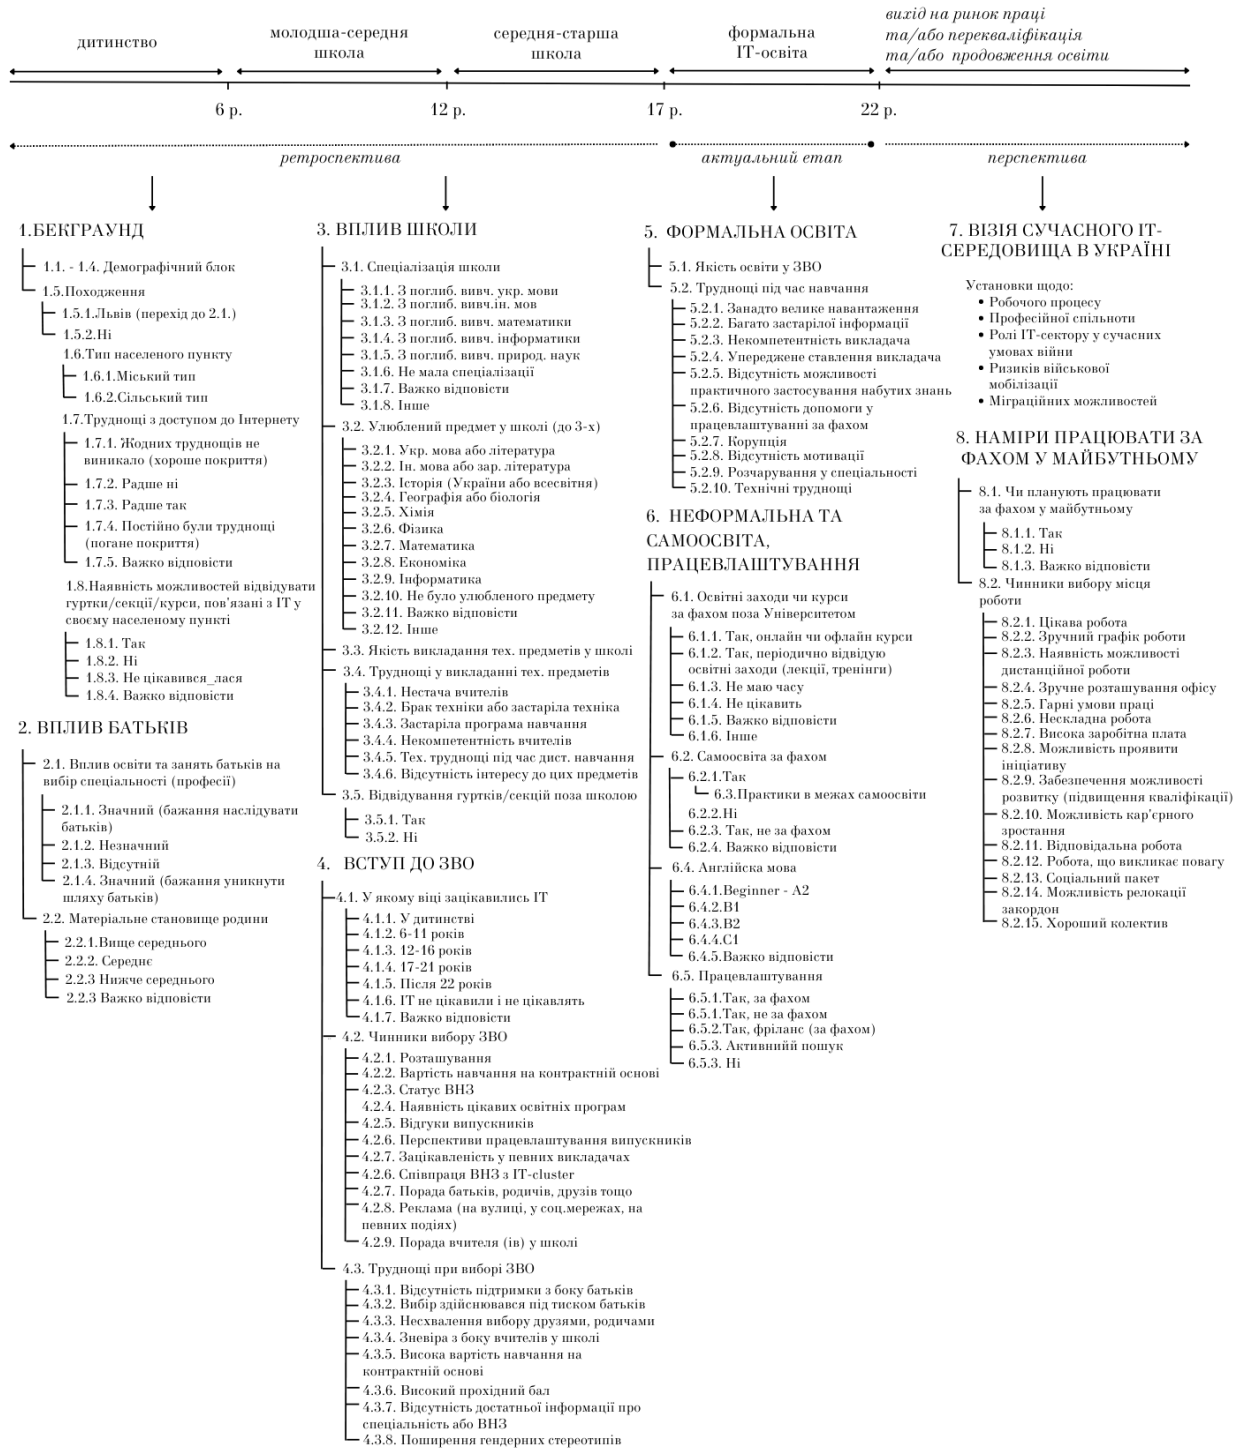 дитинство
молодша-середня
школа
середня-старша
школа
формальна
ІТ-освіта
вихід на ринок праці
та/або перекваліфікація
та/або продовження освіти
6 р.
12 р.
17 р.
22 р.
ретроспектива
актуальний етап
перспектива
1.БЕКГРАУНД
1.1. - 1.4. Демографічний блок
1.5.Походження
1.5.1.Львів (перехід до 2.1.)
1.5.2.Ні
1.6.Тип населеного пункту
1.6.1.Міський тип
1.6.2.Сільський тип
1.7.Труднощі з доступом до Інтернету
1.7.1. Жодних труднощів не
виникало (хороше покриття)
1.7.2. Радше ні
1.7.3. Радше так
1.7.4. Постійно були труднощі
(погане покриття)
1.7.5. Важко відповісти
1.8.Наявність можливостей відвідувати
гуртки/секції/курси, пов'язані з ІТ у
своєму населеному пункті
1.8.1. Так
1.8.2. Ні
1.8.3. Не цікавився_лася
1.8.4. Важко відповісти
2. ВПЛИВ БАТЬКІВ
2.1. Вплив освіти та занять батьків на
вибір спеціальності (професії)
2.1.1. Значний (бажання наслідувати
батьків)
2.1.2. Незначний
2.1.3. Відсутній
2.1.4. Значний (бажання уникнути
шляху батьків)
2.2. Матеріальне становище родини
2.2.1.Вище середнього
2.2.2. Середнє
2.2.3 Нижче середнього
2.2.3 Важко відповісти
3. ВПЛИВ ШКОЛИ
3.1. Спеціалізація школи
3.1.1. З поглиб. вивч. укр. мови
3.1.2. З поглиб. вивч.ін. мов
3.1.3. З поглиб. вивч. математики
3.1.4. З поглиб. вивч. інформатики
3.1.5. З поглиб. вивч. природ. наук
3.1.6. Не мала спеціалізації
3.1.7. Важко відповісти
3.1.8. Інше
3.2. Улюблений предмет у школі (до 3-х)
3.2.1. Укр. мова або література
3.2.2. Ін. мова або зар. література
3.2.3. Історія (України або всесвітня)
3.2.4. Географія або біологія
3.2.5. Хімія
3.2.6. Фізика
3.2.7. Математика
3.2.8. Економіка
3.2.9. Інформатика
3.2.10. Не було улюбленого предмету
3.2.11. Важко відповісти
3.2.12. Інше
3.3. Якість викладання тех. предметів у школі
3.4. Труднощі у викладанні тех. предметів
3.4.1. Нестача вчителів
3.4.2. Брак техніки або застаріла техніка
3.4.3. Застаріла програма навчання
3.4.4. Некомпетентність вчителів
3.4.5. Тех. труднощі під час дист. навчання
3.4.6. Відсутність інтересу до цих предметів
3.5. Відвідування гуртків/секцій поза школою
3.5.1. Так
3.5.2. Ні
4. ВСТУП ДО ЗВО
4.1. У якому віці зацікавились ІТ
4.1.1. У дитинстві
4.1.2. 6-11 років
4.1.3. 12-16 років
4.1.4. 17-21 років
4.1.5. Після 22 років
4.1.6. ІТ не цікавили і не цікавлять
4.1.7. Важко відповісти
4.2. Чинники вибору ЗВО
4.2.1. Розташування
4.2.2. Вартість навчання на контрактній основі
4.2.3. Статус ВНЗ
4.2.4. Наявність цікавих освітніх програм
4.2.5. Відгуки випускників
4.2.6. Перспективи працевлаштування випускників
4.2.7. Зацікавленість у певних викладачах
4.2.6. Співпраця ВНЗ з IT-cluster
4.2.7. Порада батьків, родичів, друзів тощо
4.2.8. Реклама (на вулиці, у соц.мережах, на
певних подіях)
4.2.9. Порада вчителя (ів) у школі
4.3. Труднощі при виборі ЗВО
4.3.1. Відсутність підтримки з боку батьків
4.3.2. Вибір здійснювався під тиском батьків
4.3.3. Несхвалення вибору друзями, родичами
4.3.4. Зневіра з боку вчителів у школі
4.3.5. Висока вартість навчання на
контрактній основі
4.3.6. Високий прохідний бал
4.3.7. Відсутність достатньої інформації про
спеціальність або ВНЗ
4.3.8. Поширення гендерних стереотипів
5. ФОРМАЛЬНА ОСВІТА
5.1. Якість освіти у ЗВО
5.2. Труднощі під час навчання
5.2.1. Занадто велике навантаження
5.2.2. Багато застарілої інформації
5.2.3. Некомпетентність викладача
5.2.4. Упереджене ставлення викладача
5.2.5. Відсутність можливості
практичного застосування набутих знань
5.2.6. Відсутність допомоги у
працевлаштуванні за фахом
5.2.7. Корупція
5.2.8. Відсутність мотивації
5.2.9. Розчарування у спеціальності
5.2.10. Технічні труднощі
6. НЕФОРМАЛЬНА ТА
САМООСВІТА,
ПРАЦЕВЛАШТУВАННЯ
6.1. Освітні заходи чи курси
за фахом поза Університетом
6.1.1. Так, онлайн чи офлайн курси
6.1.2. Так, періодично відвідую
освітні заходи (лекції, тренінги)
6.1.3. Не маю часу
6.1.4. Не цікавить
6.1.5. Важко відповісти
6.1.6. Інше
6.2. Самоосвіта за фахом
6.2.1.Так
6.3.Практики в межах самоосвіти
6.2.2.Ні
6.2.3. Так, не за фахом
6.2.4. Важко відповісти
6.4. Англійска мова
6.4.1.Beginner - A2
6.4.2.B1
6.4.3.B2
6.4.4.C1
6.4.5.Важко відповісти
6.5. Працевлаштування
6.5.1.Так, за фахом
6.5.1.Так, не за фахом
6.5.2.Так, фріланс (за фахом)
6.5.3. Активнийй пошук
6.5.3. Ні
7. ВІЗІЯ СУЧАСНОГО ІТ-
СЕРЕДОВИЩА В УКРАЇНІ
Установки щодо:
• Робочого процесу
• Професійної спільноти
• Ролі ІТ-сектору у сучасних
умовах війни
• Ризиків військової
мобілізації
• Міграційних можливостей
8. НАМІРИ ПРАЦЮВАТИ ЗА
ФАХОМ У МАЙБУТНЬОМУ
8.1. Чи планують працювати
за фахом у майбутньому
8.1.1. Так
8.1.2. Ні
8.1.3. Важко відповісти
8.2. Чинники вибору місця
роботи
8.2.1. Цікава робота
8.2.2. Зручний графік роботи
8.2.3. Наявність можливості
дистанційної роботи
8.2.4. Зручне розташування офісу
8.2.5. Гарні умови праці
8.2.6. Нескладна робота
8.2.7. Висока заробітна плата
8.2.8. Можливість проявити
ініціативу
8.2.9. Забезпечення можливості
розвитку (підвищення кваліфікації)
8.2.10. Можливість кар'єрного
зростання
8.2.11. Відповідальна робота
8.2.12. Робота, що викликає повагу
8.2.13. Соціальний пакет
8.2.14. Можливість релокації
закордон
8.2.15. Хороший колектив